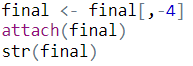 final <- final[,-4]
attach(final)
str(final)